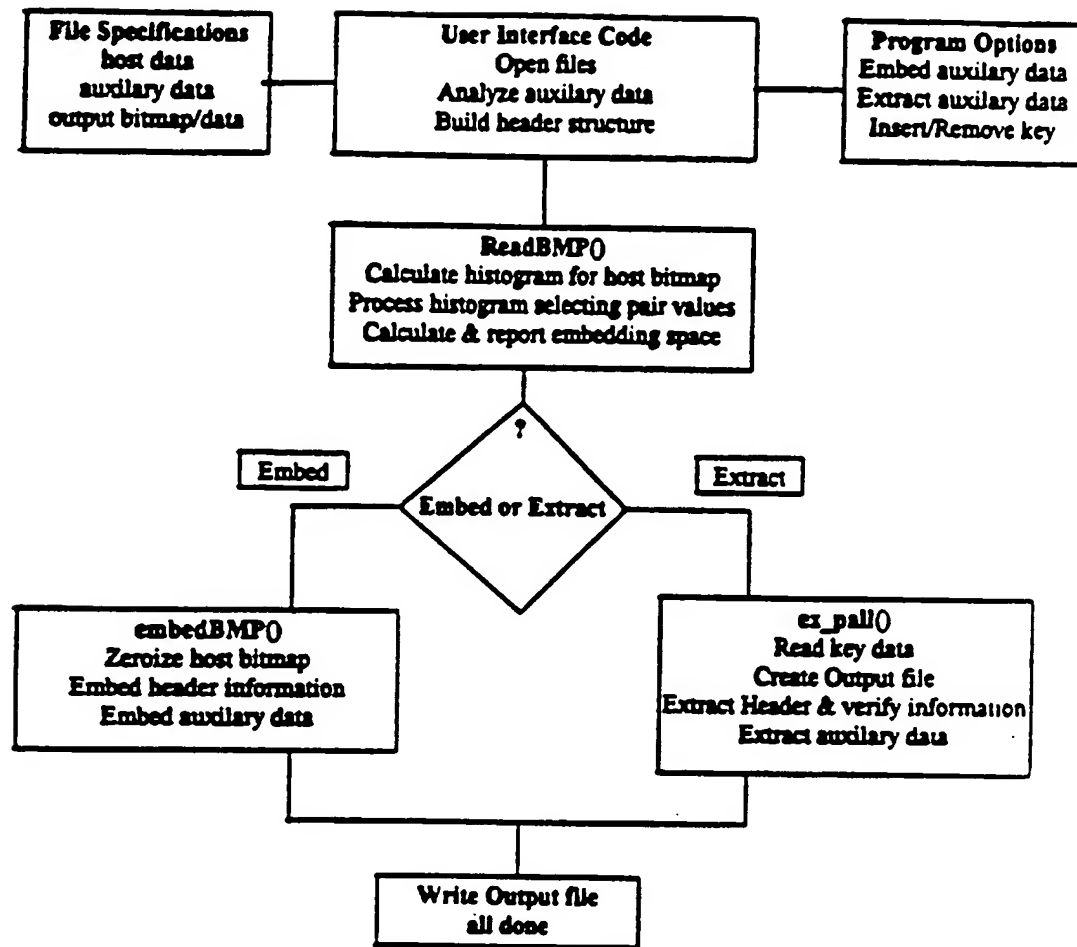 File Specifications
host data
auxilary data
output bitmap/data
User Interface Code
Open files
Analyze auxilary data
Build header structure
Program Options
Embed auxilary data
Extract auxilary data
Insert/Remove key
ReadBMP()
Calculate histogram for host bitmap
Process histogram selecting pair values
Calculate & report embedding space
?
Embed or Extract
Embed
Extract
embedBMP()
Zeroize host bitmap
Embed header information
Embed auxilary data
ex_pall()
Read key data
Create Output file
Extract Header & verify information
Extract auxilary data
Write Output file
all done